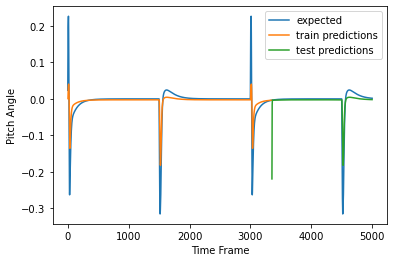 expected
train predictions
test predictions
0.2
0.1
0.0
−0.1
−0.2
−0.3
Pitch Angle
0 1000 2000 3000 4000 5000
Time Frame